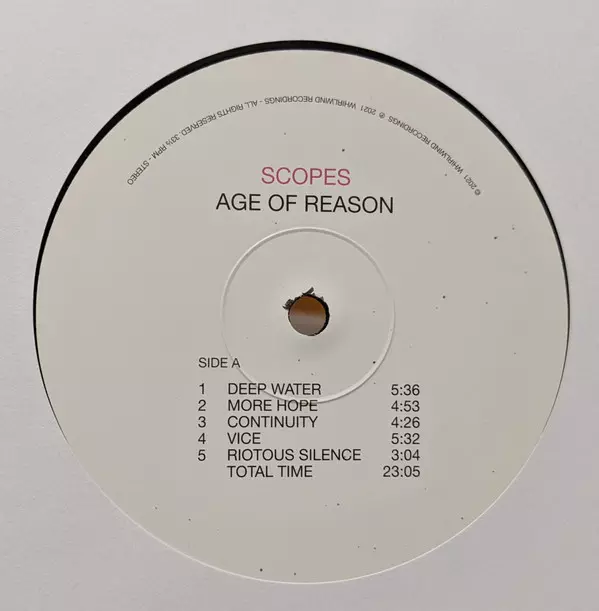 © 2021 WHIRLWIND RECORDINGS ℗ 2021 WHIRLWIND RECORDINGS - ALL RIGHTS RESERVED. 33⅓ RPM - STEREO
SCOPES
AGE OF REASON
SIDE A
1 DEEP WATER 5:36
2 MORE HOPE 4:53
3 CONTINUITY 4:26
4 VICE 5:32
5 RIOTOUS SILENCE 3:04
TOTAL TIME 23:05